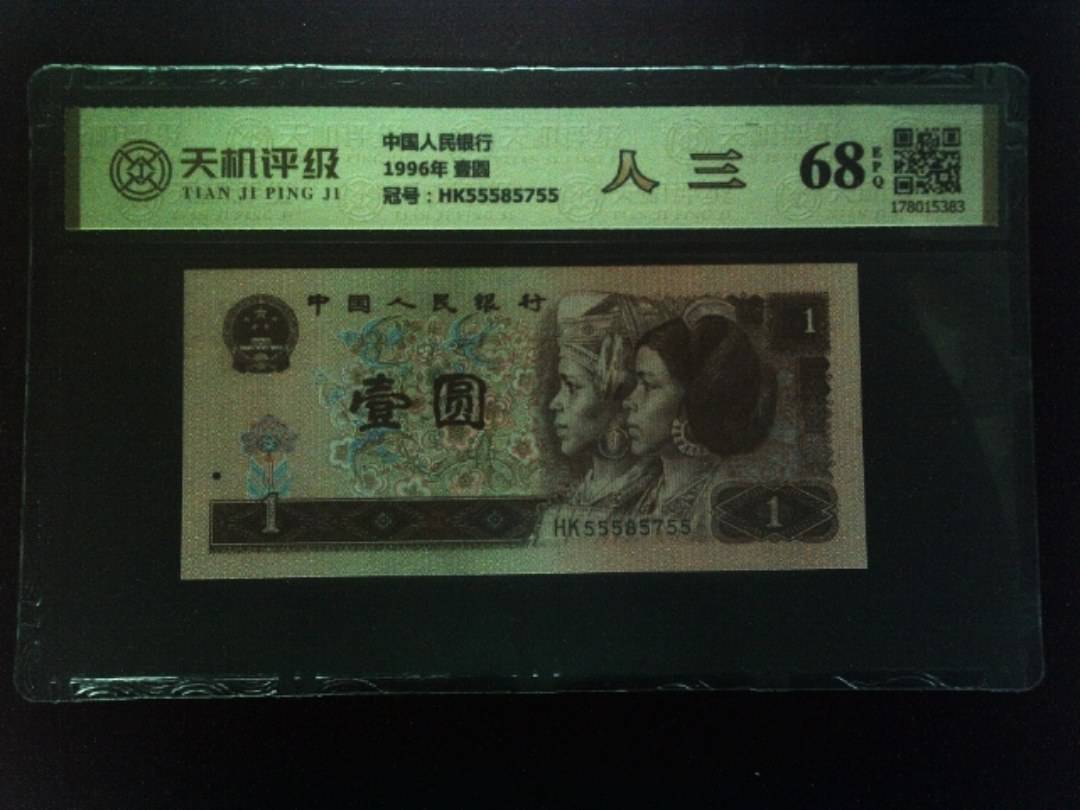 天机评级
TIAN JI PING JI
中国人民银行
1996年 壹圆
冠号：HK55585755
人 三
68
EPQ
178015383
中国人民银行
1
壹圆
1
HK55585755
1